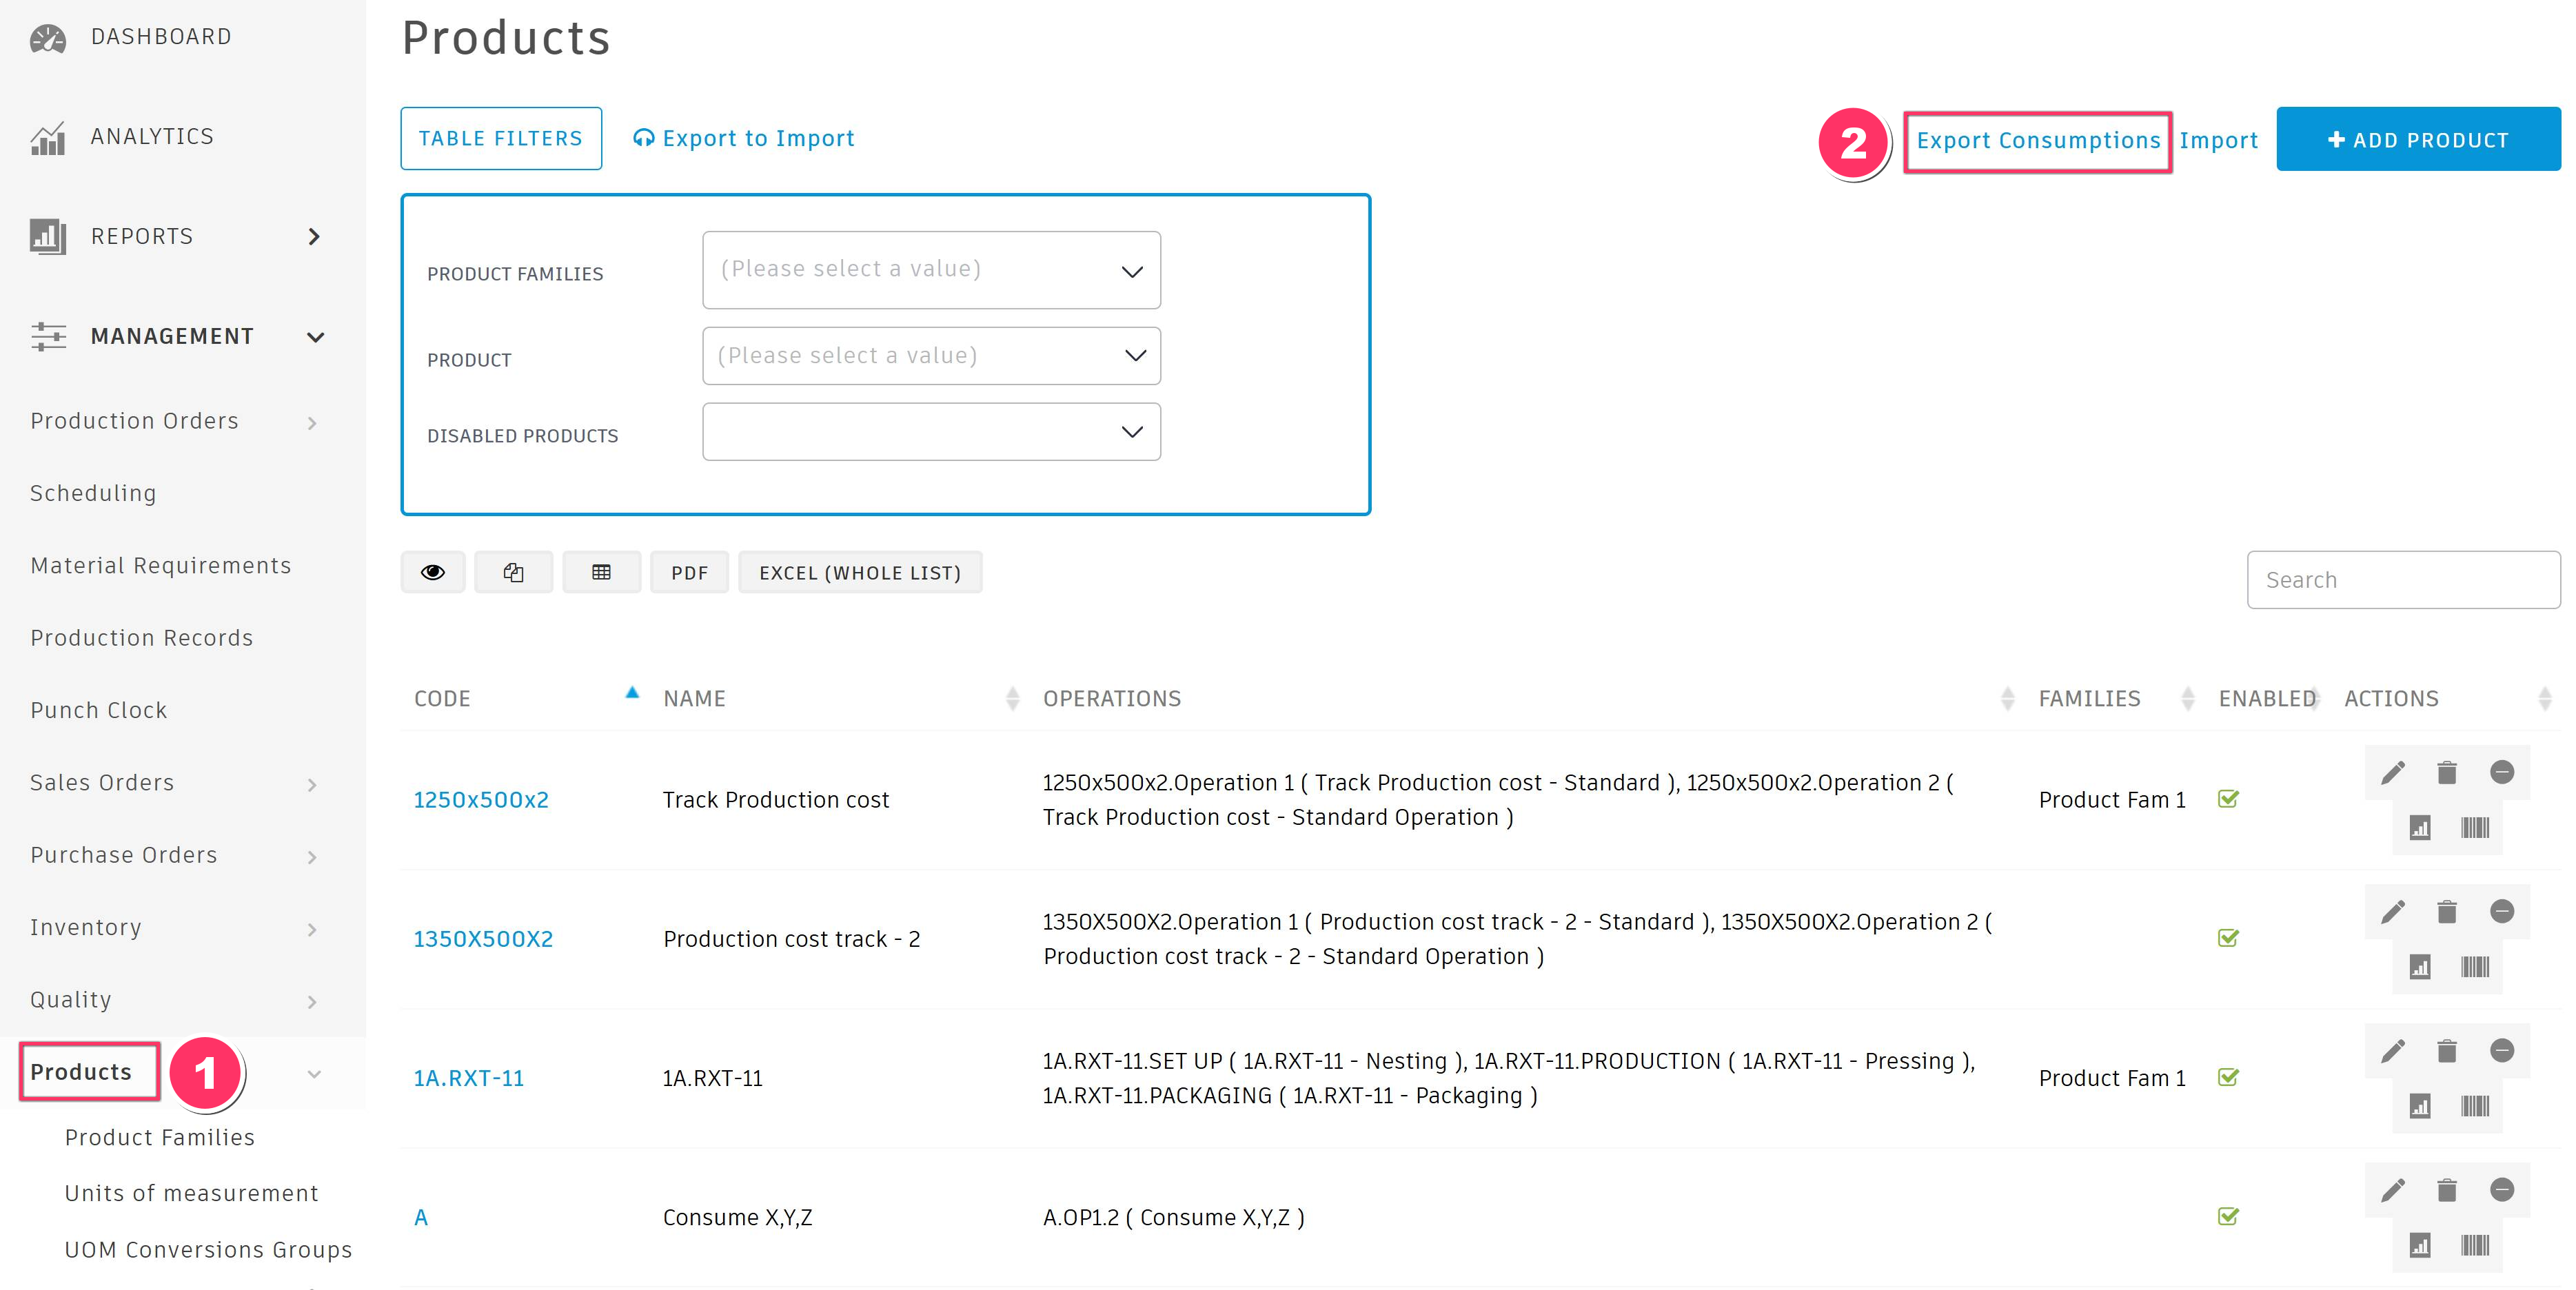 DASHBOARD
ANALYTICS
REPORTS
MANAGEMENT
Production Orders
Scheduling
Material Requirements
Production Records
Punch Clock
Sales Orders
Purchase Orders
Inventory
Quality
Products
1
Product Families
Units of measurement
UOM Conversions Groups
Products
TABLE FILTERS
Export to Import
2
Export Consumptions
Import
ADD PRODUCT
PRODUCT FAMILIES
(Please select a value)
PRODUCT
(Please select a value)
DISABLED PRODUCTS
PDF
EXCEL (WHOLE LIST)
Search
CODE NAME OPERATIONS FAMILIES ENABLED ACTIONS
1250x500x2
Track Production cost
1250x500x2.Operation 1 ( Track Production cost - Standard ), 1250x500x2.Operation 2 (
Track Production cost - Standard Operation )
Product Fam 1
1350X500X2
Production cost track - 2
1350X500X2.Operation 1 ( Production cost track - 2 - Standard ), 1350X500X2.Operation 2 (
Production cost track - 2 - Standard Operation )
1A.RXT-11
1A.RXT-11
1A.RXT-11.SET UP ( 1A.RXT-11 - Nesting ), 1A.RXT-11.PRODUCTION ( 1A.RXT-11 - Pressing ),
1A.RXT-11.PACKAGING ( 1A.RXT-11 - Packaging )
Product Fam 1
A
Consume X,Y,Z
A.OP1.2 ( Consume X,Y,Z )